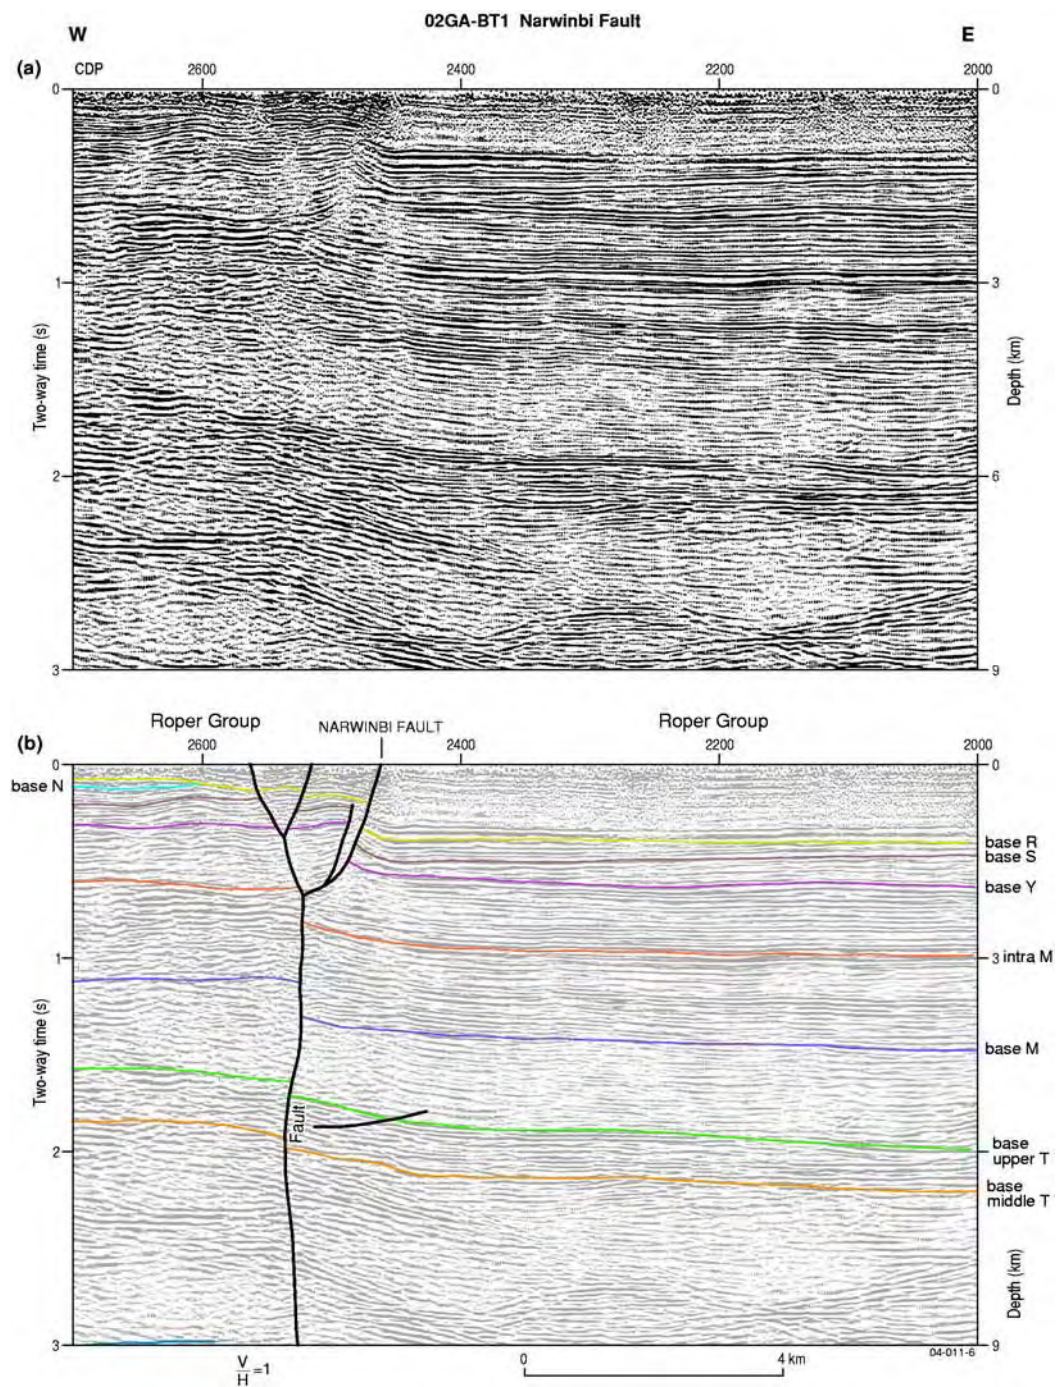 02GA-BT1 Narwinbi Fault
W
E
(a)
CDP
2600
2400
2200
2000
0
0
1
3
2
6
3
9
Two-way time (s)
Depth (km)
Roper Group
NARWINBI FAULT
Roper Group
(b)
2600
2400
2200
2000
0
0
base N
base R
base S
base Y
1
3 intra M
base M
Two-way time (s)
Fault
2
base
upper T
base
middle T
Depth (km)
3
9
04-011-6
V
H =1
0
4 km